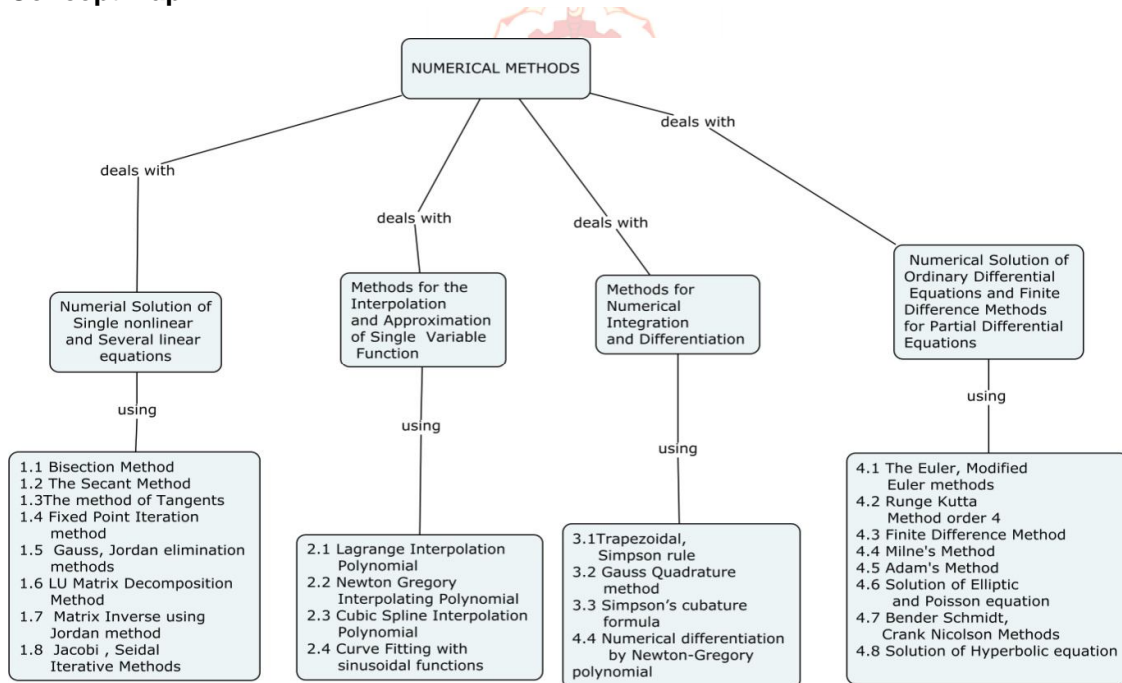 NUMERICAL METHODS
deals with
deals with
deals with
deals with
Numerial Solution of
Single nonlinear
and Several linear
equations
Methods for the
Interpolation
and Approximation
of Single Variable
Function
Methods for
Numerical
Integration
and Differentiation
Numerical Solution of
Ordinary Differential
Equations and Finite
Difference Methods
for Partial Differential
Equations
using
using
using
using
1.1 Bisection Method
1.2 The Secant Method
1.3The method of Tangents
1.4 Fixed Point Iteration
method
1.5 Gauss, Jordan elimination
methods
1.6 LU Matrix Decomposition
Method
1.7 Matrix Inverse using
Jordan method
1.8 Jacobi , Seidal
Iterative Methods
2.1 Lagrange Interpolation
Polynomial
2.2 Newton Gregory
Interpolating Polynomial
2.3 Cubic Spline Interpolation
Polynomial
2.4 Curve Fitting with
sinusoidal functions
3.1Trapezoidal,
Simpson rule
3.2 Gauss Quadrature
method
3.3 Simpson's cubature
formula
4.4 Numerical differentiation
by Newton-Gregory
polynomial
4.1 The Euler, Modified
Euler methods
4.2 Runge Kutta
Method order 4
4.3 Finite Difference Method
4.4 Milne's Method
4.5 Adam's Method
4.6 Solution of Elliptic
and Poisson equation
4.7 Bender Schmidt,
Crank Nicolson Methods
4.8 Solution of Hyperbolic equation